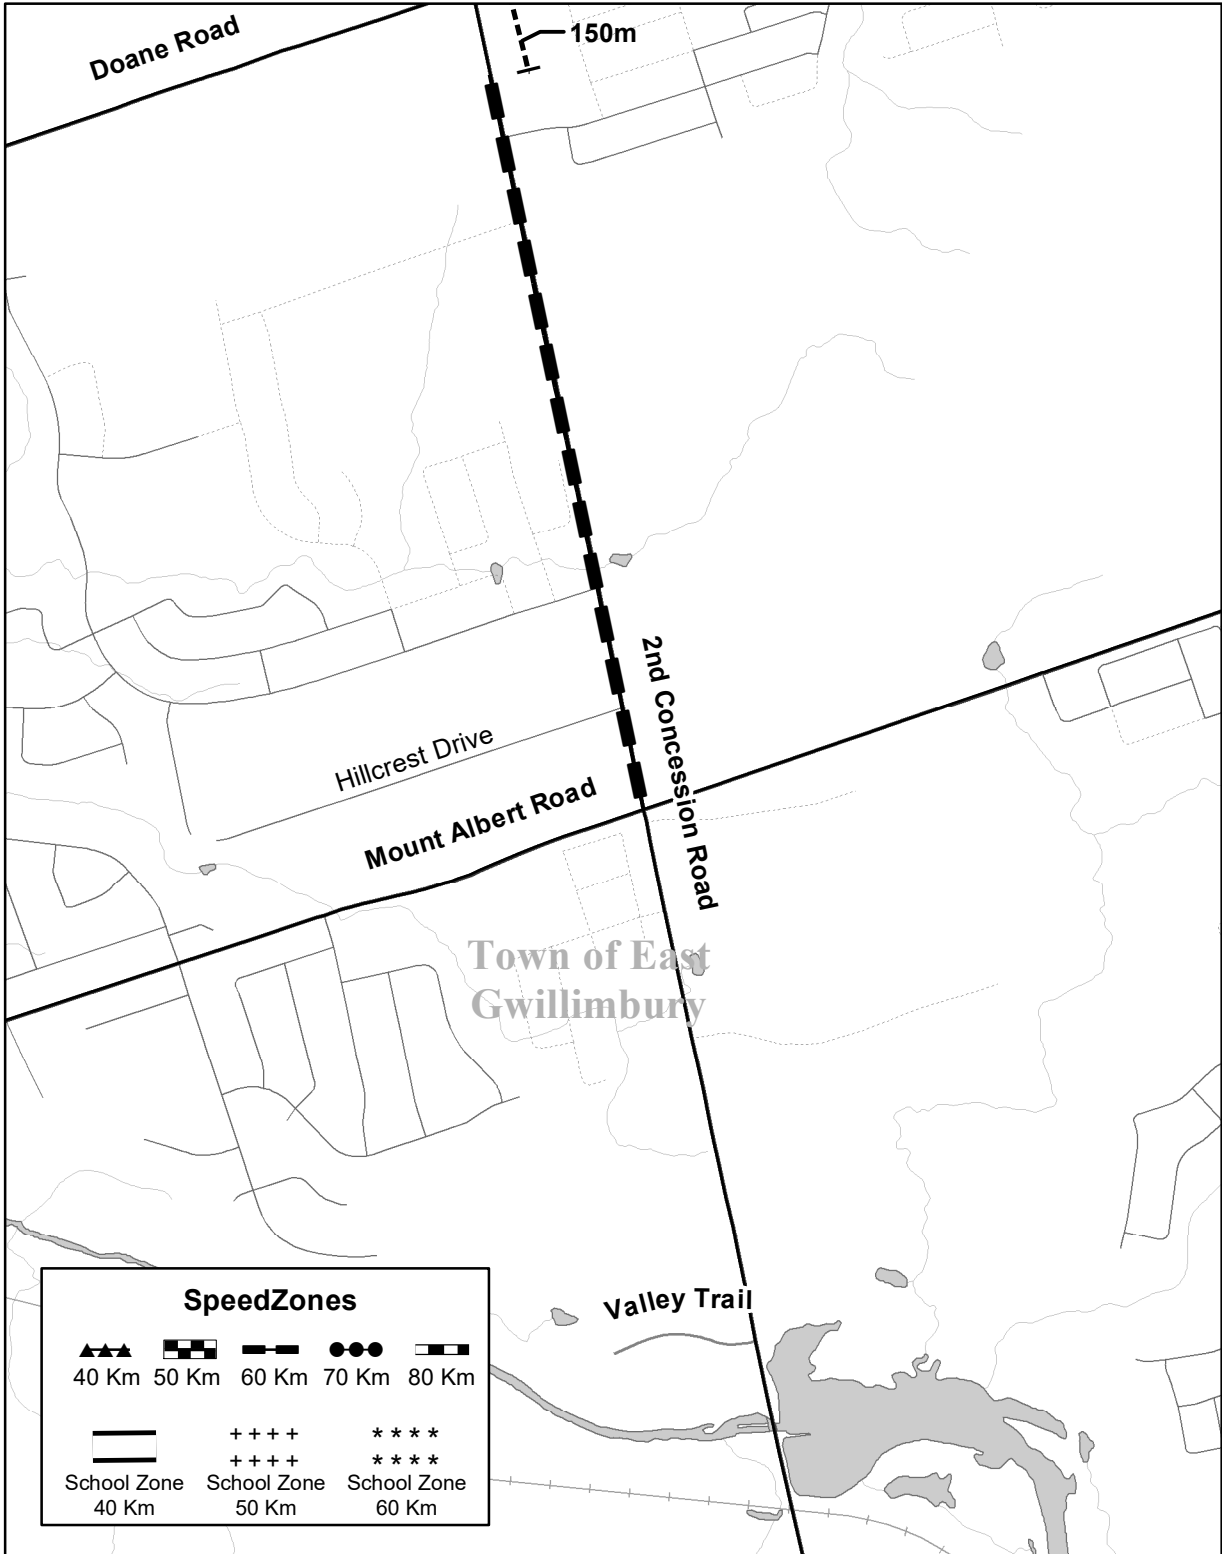 Doane Road
150m
2nd Concession Road
Hillcrest Drive
Mount Albert Road
Town of East
Gwillimbury
Valley Trail
SpeedZones
40 Km 50 Km 60 Km 70 Km 80 Km
School Zone School Zone School Zone
40 Km 50 Km 60 Km